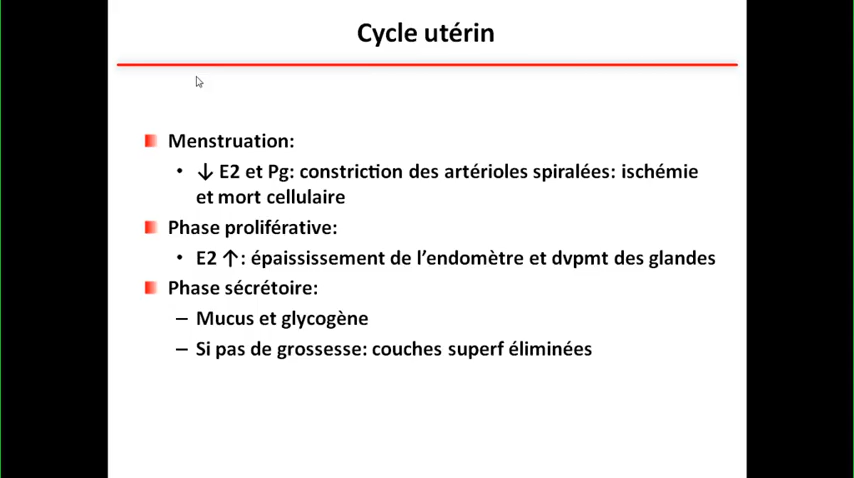 Cycle utérin
Menstruation:
• ↓ E2 et Pg: constriction des artérioles spiralées: ischémie
et mort cellulaire
Phase proliférative:
• E2 ↑: épaississement de l’endomètre et dvpmt des glandes
Phase sécrétoire:
– Mucus et glycogène
– Si pas de grossesse: couches superf éliminées